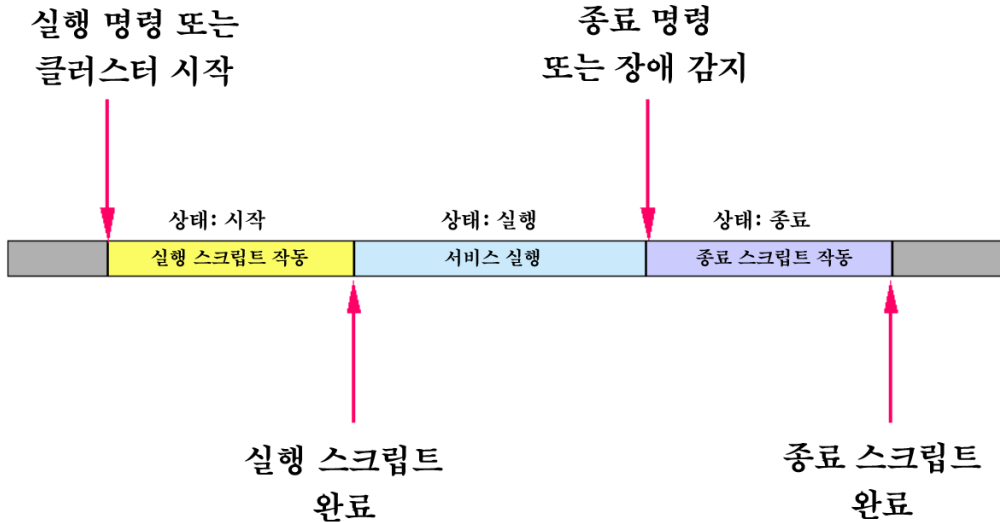 실행 명령 또는
클러스터 시작
종료 명령
또는 장애 감지
상태: 시작
상태: 실행
상태: 종료
실행 스크립트 작동
서비스 실행
종료 스크립트 작동
실행 스크립트
완료
종료 스크립트
완료